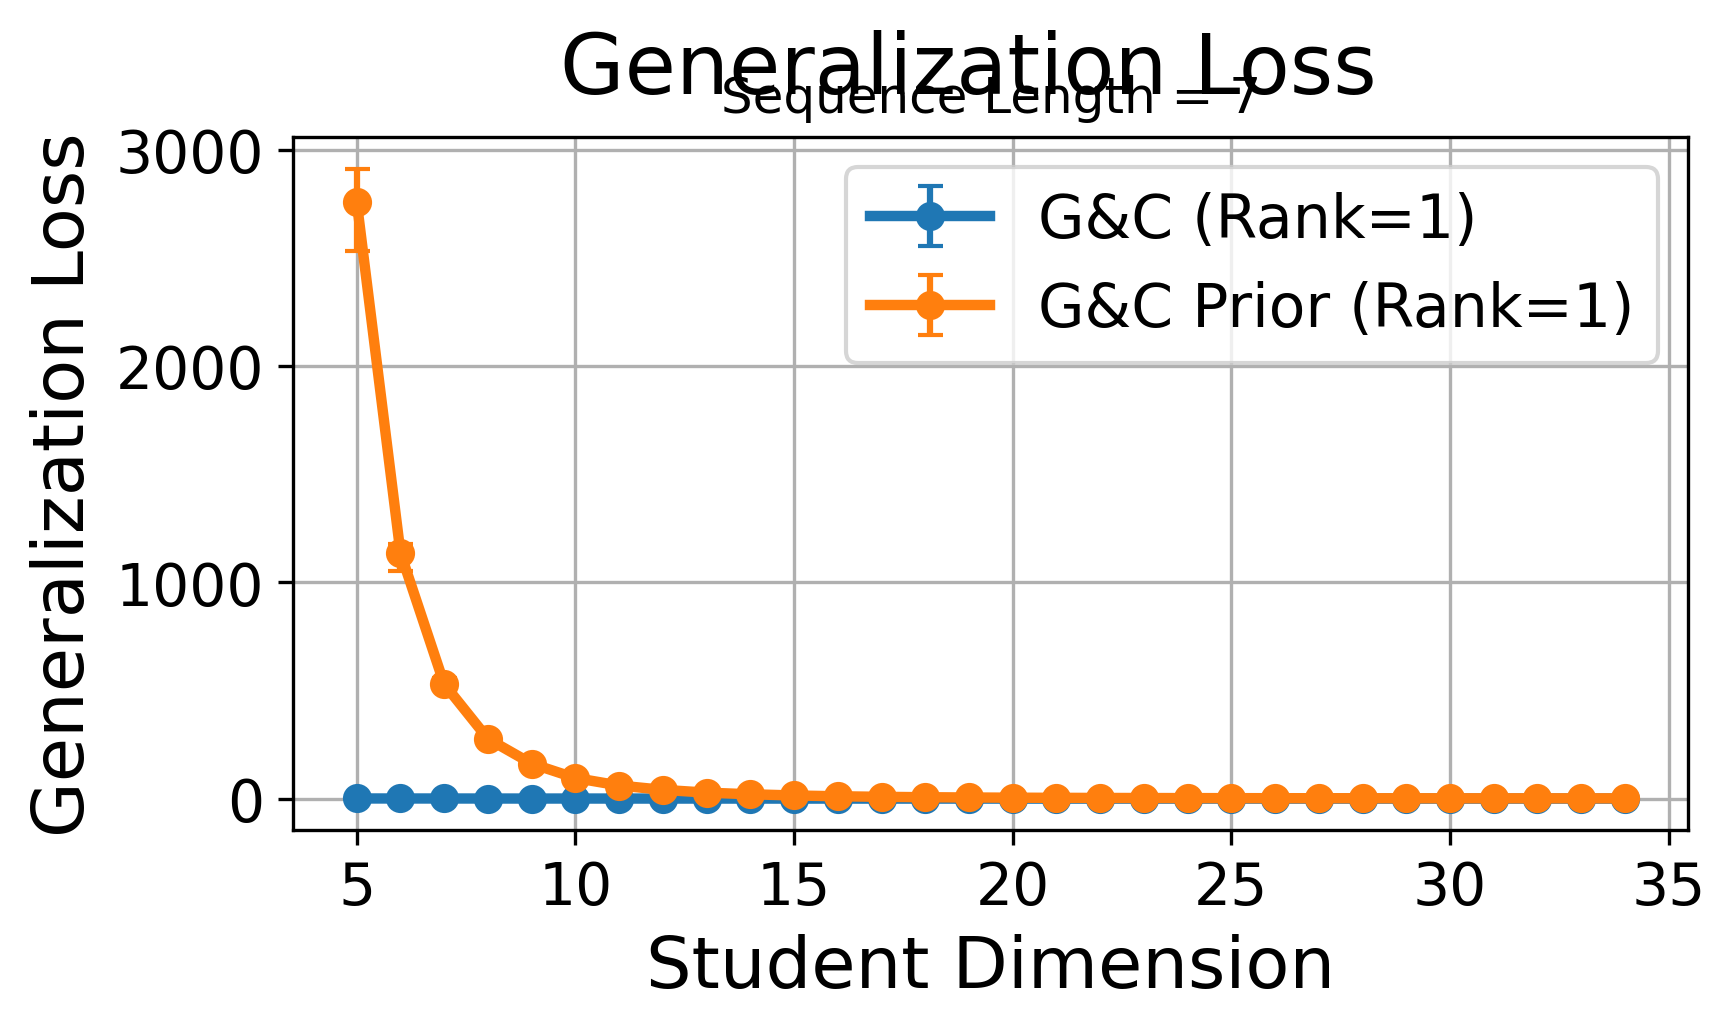 Generalization Loss
Sequence Length = 7
Generalization Loss
3000
2000
1000
0
G&C (Rank=1)
G&C Prior (Rank=1)
5 10 15 20 25 30 35
Student Dimension